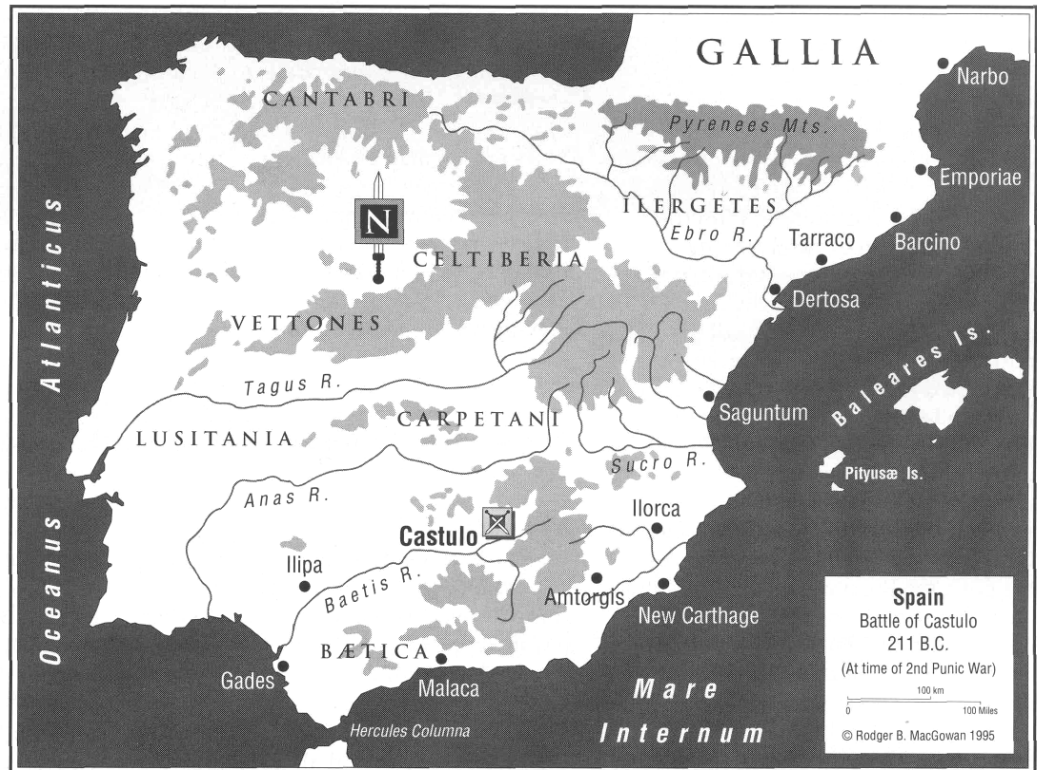 GALLIA
Narbo
CANTABRI
Pyrenees Mts.
Emporiae
N
ILERGETES
Ebro R.
Barcino
Tarraco
CELTIBERIA
Dertosa
VETTONES
Oceanus Atlanticus
Baleares Is.
Tagus R.
Saguntum
CARPETANI
LUSITANIA
Sucro R.
Pityusæ Is.
Anas R.
Ilorca
Castulo
Ilipa
Baetis R.
Amtorgis
New Carthage
BÆTICA
Gades
Malaca
Mare
Internum
Hercules Columna
Spain
Battle of Castulo
211 B.C.
(At time of 2nd Punic War)
100 km
0 100 Miles
© Rodger B. MacGowan 1995